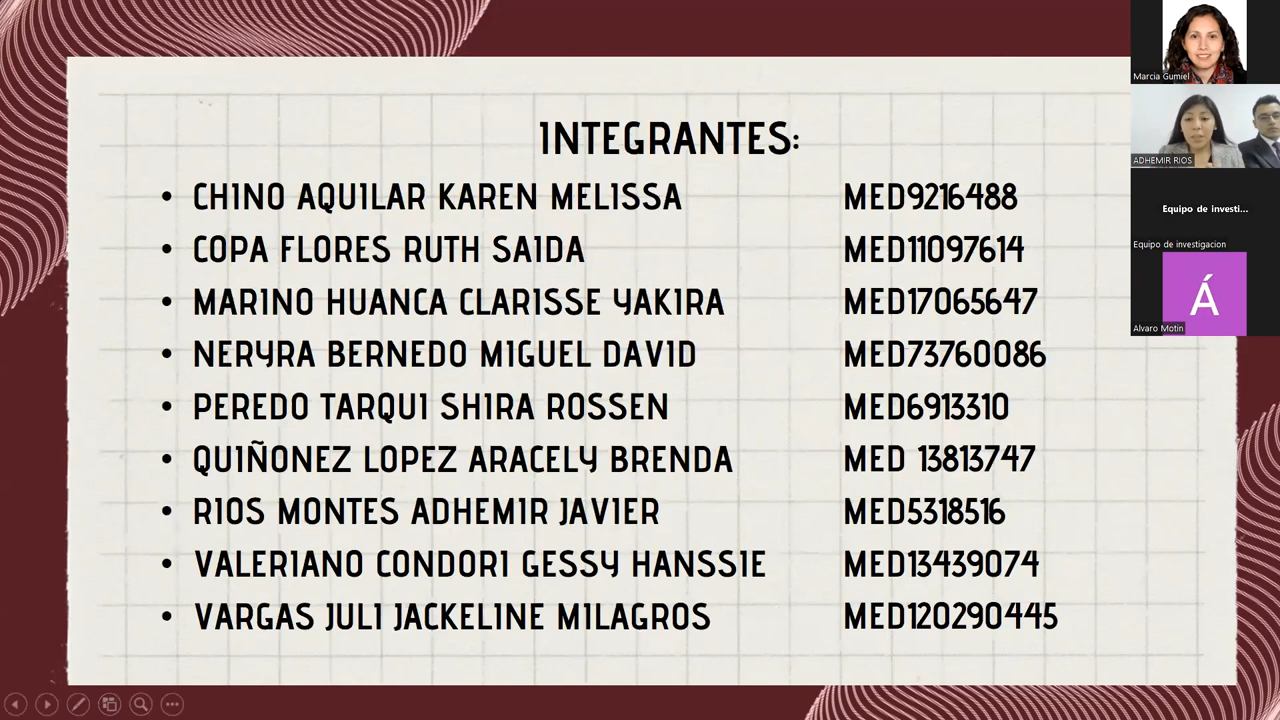 INTEGRANTES:
• CHINO AQUILAR KAREN MELISSA MED9216488
• COPA FLORES RUTH SAIDA MED11097614
• MARINO HUANCA CLARISSE YAKIRA MED17065647
• NERYRA BERNEDO MIGUEL DAVID MED73760086
• PEREDO TARQUI SHIRA ROSSEN MED6913310
• QUIÑONEZ LOPEZ ARACELY BRENDA MED 13813747
• RIOS MONTES ADHEMIR JAVIER MED5318516
• VALERIANO CONDORI GESSY HANSSIE MED13439074
• VARGAS JULI JACKELINE MILAGROS MED120290445
Marcia Gumiel
ADHEMIR RIOS
Equipo de investi...
Equipo de investigacion
Á
Alvaro Motin